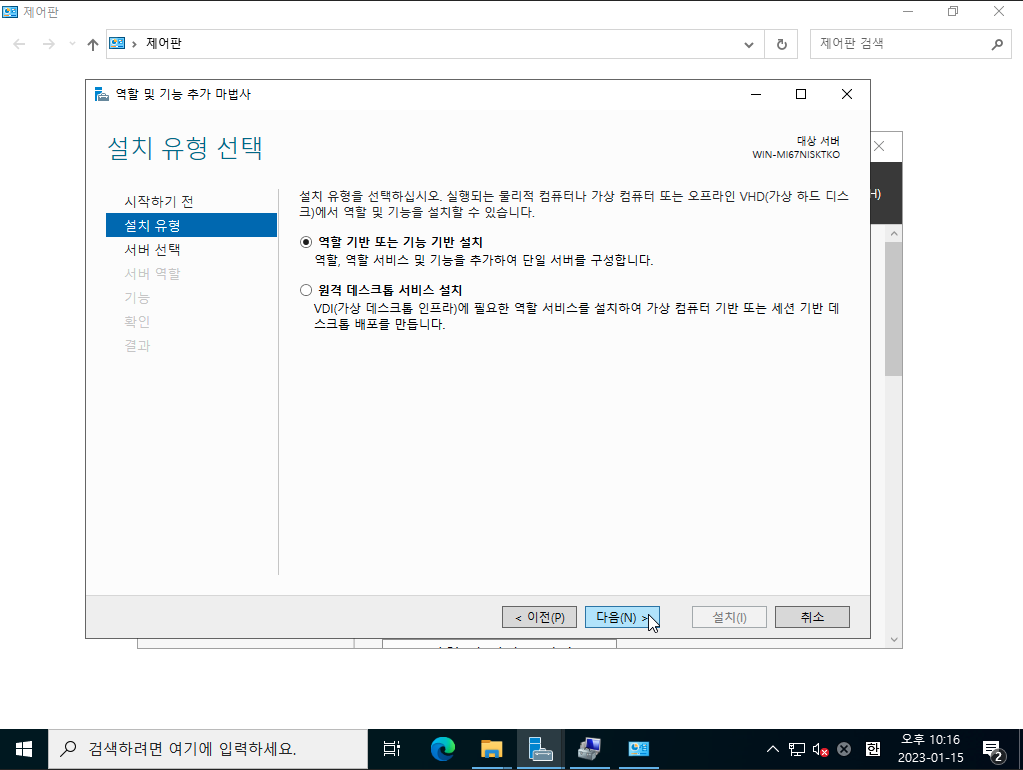 제어판
제어판
제어판 검색
역할 및 기능 추가 마법사
설치 유형 선택
대상 서버
WIN-MI67NISKTKO
H)
시작하기 전
설치 유형
서버 선택
서버 역할
기능
확인
결과
설치 유형을 선택하십시오. 실행되는 물리적 컴퓨터나 가상 컴퓨터 또는 오프라인 VHD(가상 하드 디스
크)에서 역할 및 기능을 설치할 수 있습니다.
역할 기반 또는 기능 기반 설치
역할, 역할 서비스 및 기능을 추가하여 단일 서버를 구성합니다.
원격 데스크톱 서비스 설치
VDI(가상 데스크톱 인프라)에 필요한 역할 서비스를 설치하여 가상 컴퓨터 기반 또는 세션 기반 데
스크톱 배포를 만듭니다.
< 이전(P)
다음(N) >
설치(I)
취소
검색하려면 여기에 입력하세요.
한
오후 10:16
2023-01-15
2